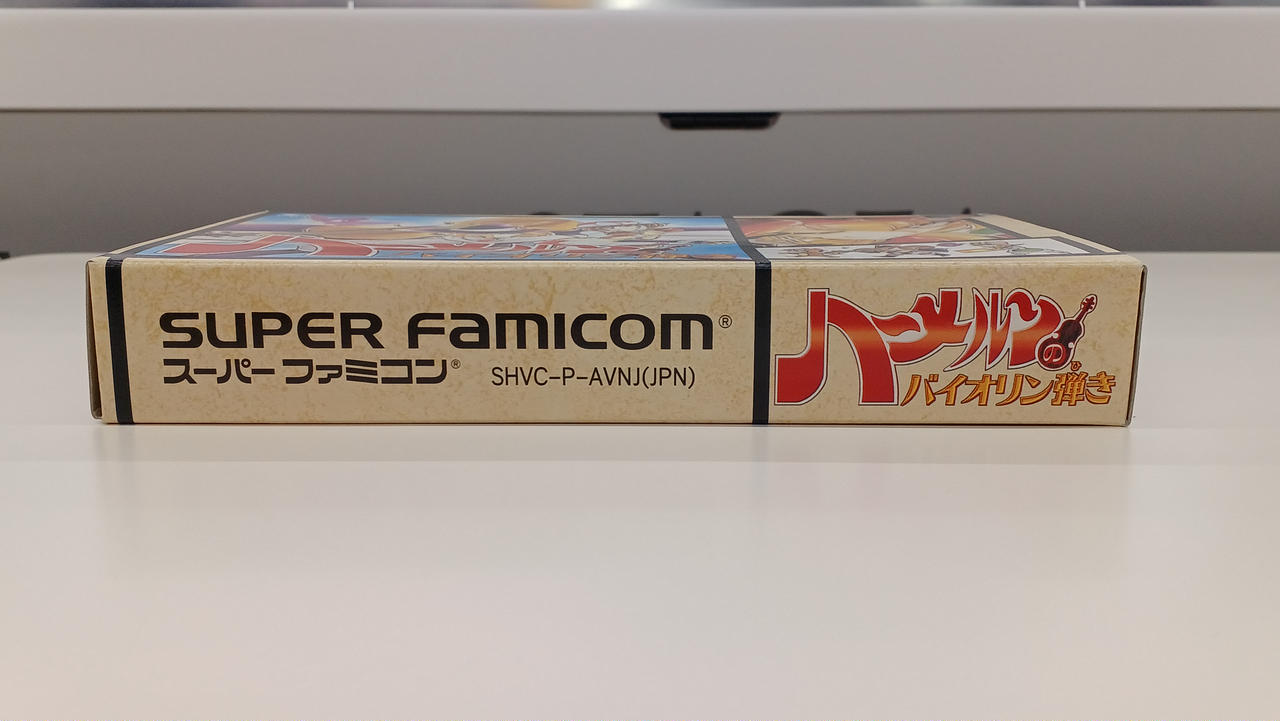 SUPER FAMICOM®
スーパーファミコン®
SHVC-P-AVNJ(JPN)
ハーメルンの
バイオリン弾き
ひ